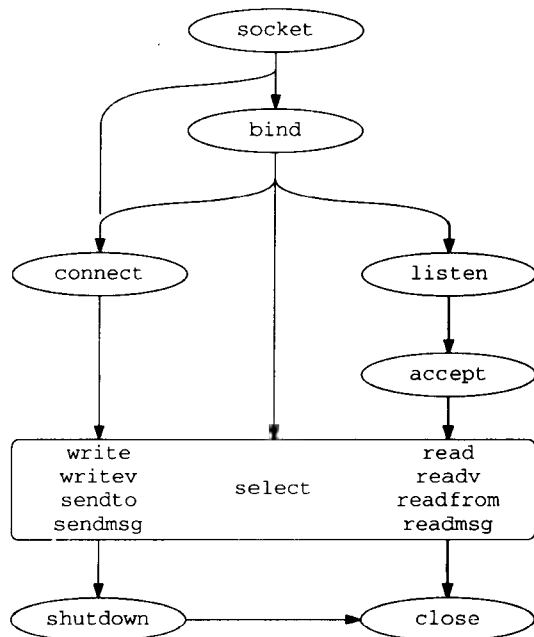 socket
bind
connect
listen
accept
write
writev
sendto
sendmsg
select
read
readv
readfrom
readmsg
shutdown
close